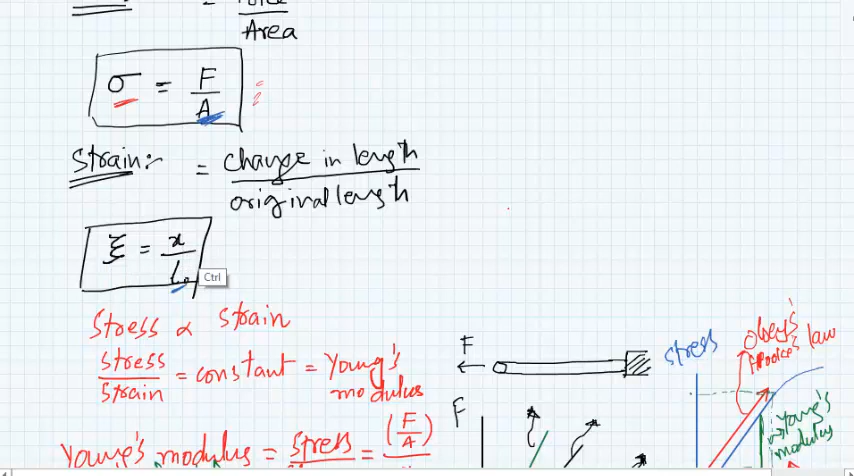 = Force
Area
σ = F
A
Strain:- = change in length
original length
ξ = x
L₀
Ctrl
Stress ∝ Strain
Stress = constant = Young's
Strain modulus
F
stress
obey's
Hooke's law
F
Young's
modulus
Young's modulus = Stress = (F/A)